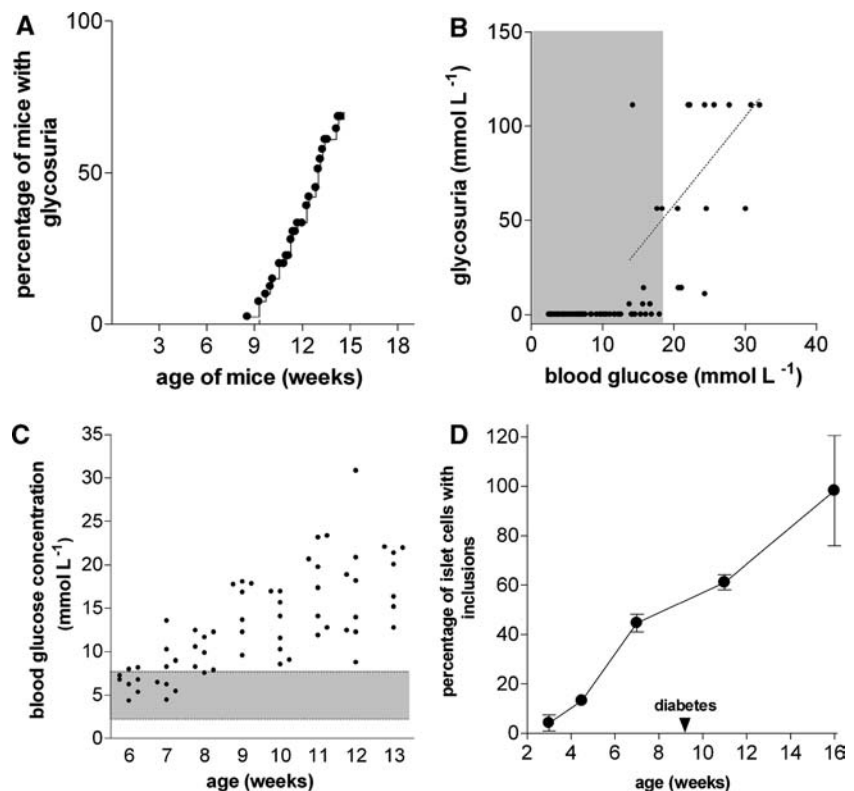 A
percentage of mice with
glycosuria
100
50
0
3 6 9 12 15 18
age of mice (weeks)
B
glycosuria (mmol L -1)
150
100
50
0
0 10 20 30 40
blood glucose (mmol L -1)
C
blood glucose concentration
(mmol L -1)
35
30
25
20
15
10
5
0
6 7 8 9 10 11 12 13
age (weeks)
D
percentage of islet cells with
inclusions
120
100
80
60
40
20
0
diabetes
2 4 6 8 10 12 14 16
age (weeks)